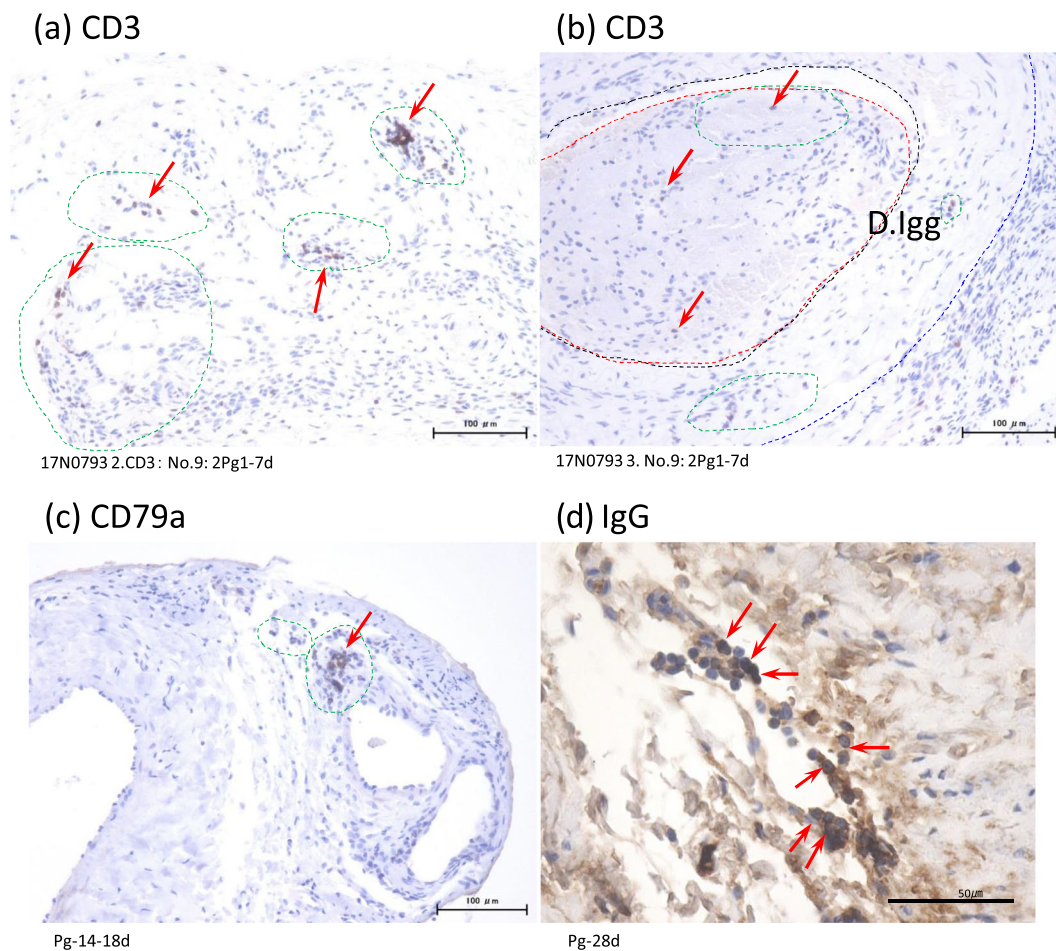 (a) CD3
(b) CD3
D.Igg
100 μm
100 μm
17N0793 2.CD3: No.9: 2Pg1-7d
17N0793 3. No.9: 2Pg1-7d
(c) CD79a
(d) IgG
100 μm
50μm
Pg-14-18d
Pg-28d